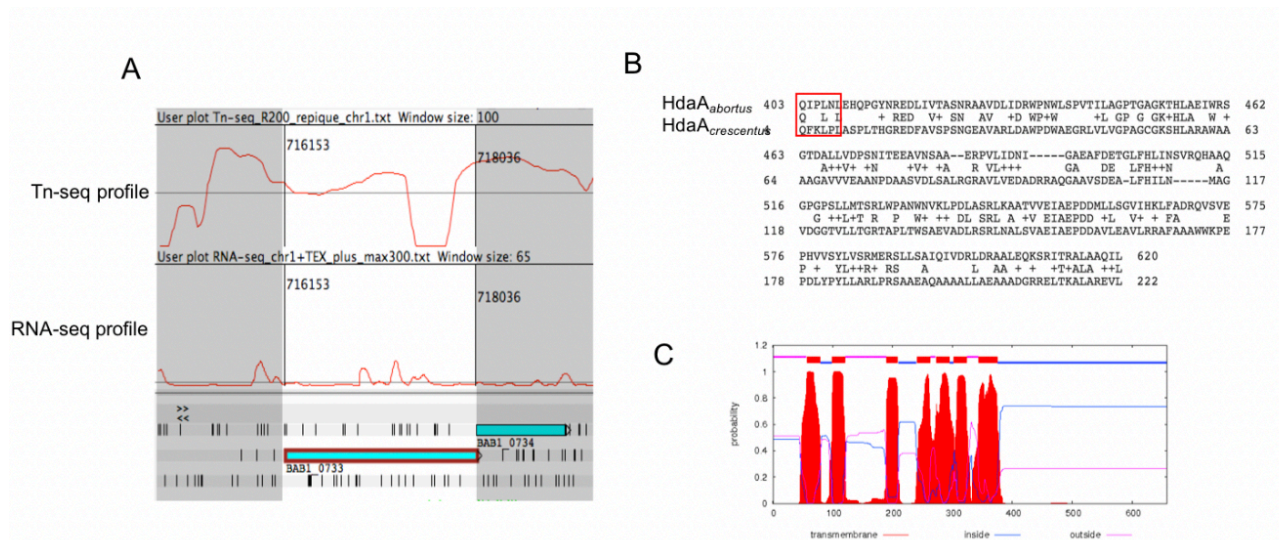 A
User plot Tn-seq_R200_repique_chr1.txt Window size: 100
716153
718036
Tn-seq profile
User plot RNA-seq_chr1+TEX_plus_max300.txt Window size: 65
716153
718036
RNA-seq profile
>>
<<
BAB1_0734
BAB1_0733
B
HdaAabortus 403 QIPLNLEHQPGYNREDLIVTASNRAAVDLIDRWPNWLSPVTILAGPTGAGKTHLAEIWRS 462
Q L L + RED V+ SN AV +D WP+W L+GP G GK+HLA W +
HdaAcrescentus 4 QFKLPLASPLTHGREDFAVSPSNGEAVARLDAWPDWAEGRLVLVGPAGCGKSHLARAWAA 63
463 GTDALLVDPSNITEEAVNSAA--ERPVLIDNI-----GAEAFDETGLFHLINSVRQHAAQ 515
A++V+ +V+ A+ R VL+++ GA DE LFH++N A
64 AAGAVVVEAANPDAASVDLSALRGRAVLVEDADRRAQGAAVSDEA-LFHILN-----MAG 117
516 GPGPSLLMTSRLWPANWNVKLPDLASRLKAATVVEIAEPDDMLLSGVIHKLFADRQVSVE 575
G ++L+T R P W+ + DL SRL A +VEIAEPDD +L V+ + FA E
118 VDGGTVLLTGRTAPLTWSAEVADLRSRLNALSVAEIAEPDDAVLEAVLRRFAAAWWKPE 177
576 PHVVSYLVSRMERSLLSAIQIVDRLDRAALEQKSRITRALAAQIL 620
P + YL++R+ RS A L AA + + +TALA ++L
178 PDLYPYLLARLPRSAAEAQAAAALLAEAAADGRRELTKALAREVL 222
C
1.2
1
0.8
0.6
0.4
0.2
0
probability
0 100 200 300 400 500 600
transmembrane inside outside